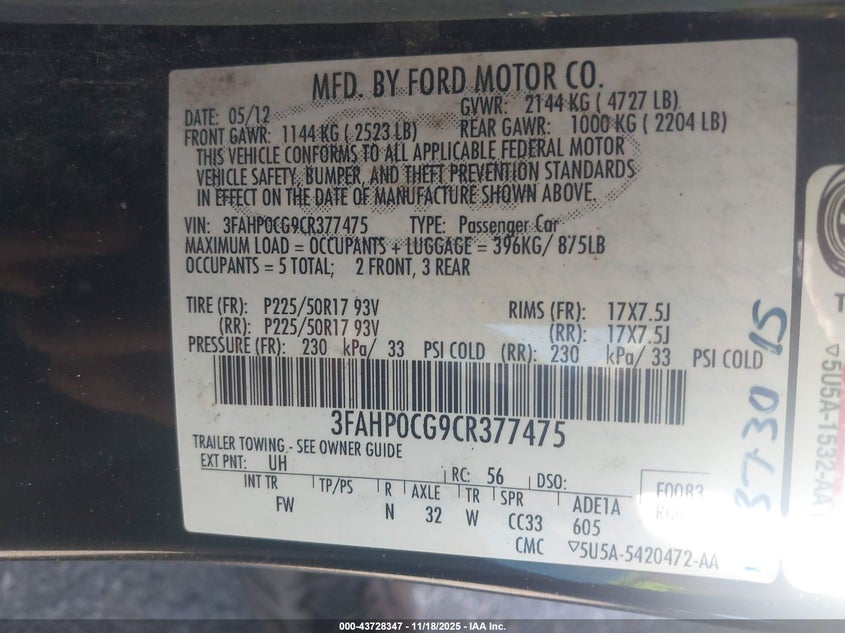 MFD. BY FORD MOTOR CO.
DATE: 05/12 GVWR: 2144 KG ( 4727 LB)
FRONT GAWR: 1144 KG ( 2523 LB) REAR GAWR: 1000 KG ( 2204 LB)
THIS VEHICLE CONFORMS TO ALL APPLICABLE FEDERAL MOTOR
VEHICLE SAFETY, BUMPER, AND THEFT PREVENTION STANDARDS
IN EFFECT ON THE DATE OF MANUFACTURE SHOWN ABOVE.
VIN: 3FAHP0CG9CR377475 TYPE: Passenger Car
MAXIMUM LOAD = OCCUPANTS + LUGGAGE = 396KG/ 875LB
OCCUPANTS = 5 TOTAL; 2 FRONT, 3 REAR
TIRE (FR): P225/50R17 93V RIMS (FR): 17X7.5J
(RR): P225/50R17 93V (RR): 17X7.5J
PRESSURE (FR): 230 kPa/ 33 PSI COLD (RR): 230 kPa/ 33 PSI COLD
3FAHP0CG9CR377475
TRAILER TOWING - SEE OWNER GUIDE
EXT PNT: UH RC: 56 DSO:
INT TR TP/PS R AXLE TR SPR ADE1A F0083
FW N 32 W CC33 605
CMC ▽5U5A-5420472-AA
3730 15
▽5U5A-1532-AA
000-43728347 — 11/18/2025 — IAA Inc.